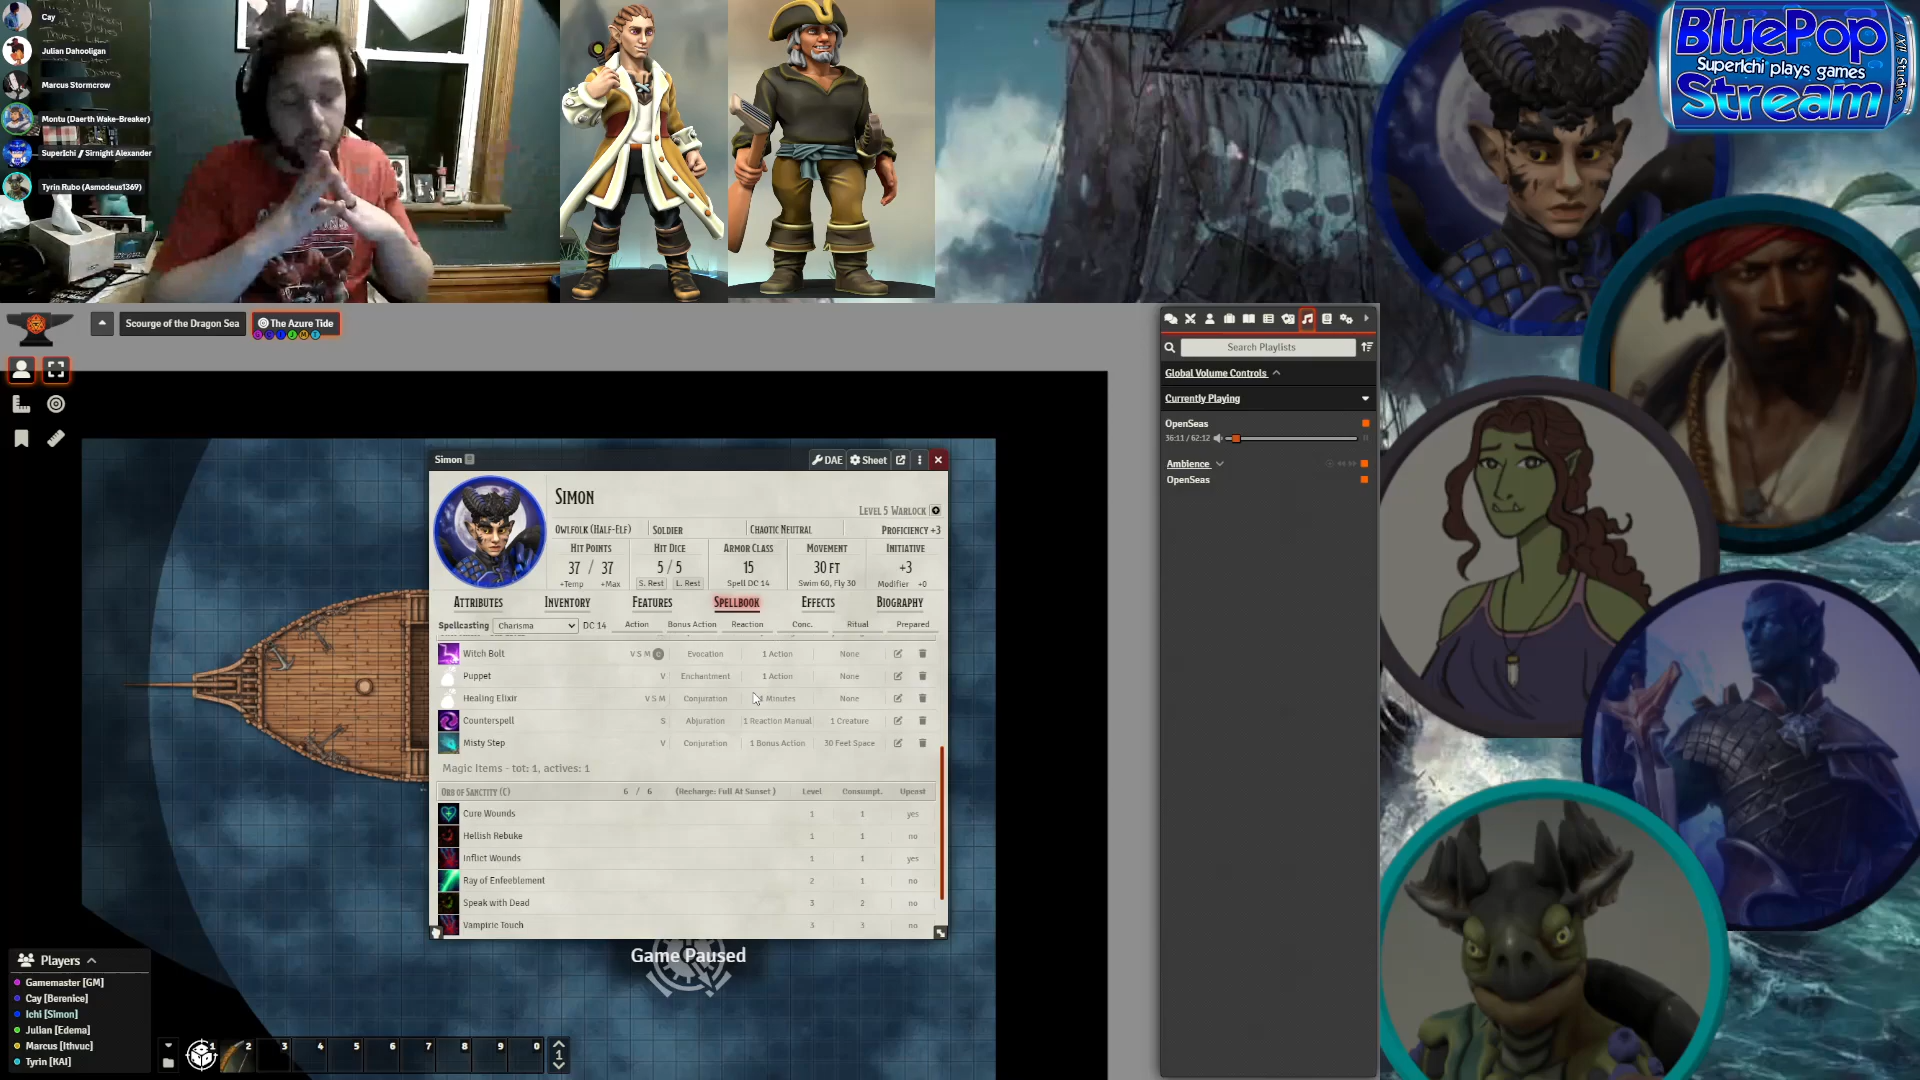 Cay
Julian Dahooligan
Marcus Stormcrow
Montu (Daerth Wake-Breaker)
SuperIchi / Sirnight Alexander
Tyrin Rubo (Asmodeus1369)
BluePop
SuperIchi plays games
Stream
XII Studios
Scourge of the Dragon Sea
The Azure Tide
Search Playlists
Global Volume Controls
Currently Playing
OpenSeas
36:11 / 62:12
Ambience
OpenSeas
Simon
DAE
Sheet
Simon
Level 5 Warlock
Owlfolk (Half-Elf)
Soldier
Chaotic Neutral
Proficiency +3
Hit Points
Hit Dice
Armor Class
Movement
Initiative
37 / 37
5 / 5
15
30 ft
+3
+Temp
+Max
S. Rest
L. Rest
Spell DC 14
Swim 60, Fly 30
Modifier +0
Attributes
Inventory
Features
Spellbook
Effects
Biography
Spellcasting
Charisma
DC 14
Action
Bonus Action
Reaction
Conc.
Ritual
Prepared
Witch Bolt V S M Evocation 1 Action None
Puppet V Enchantment 1 Action None
Healing Elixir V S M Conjuration Minutes None
Counterspell S Abjuration 1 Reaction Manual 1 Creature
Misty Step V Conjuration 1 Bonus Action 30 Feet Space
Magic Items - tot: 1, actives: 1
Orb of Sanctity (C) 6 / 6 (Recharge: Full At Sunset ) Level Consumpt. Upcast
Cure Wounds 1 1 yes
Hellish Rebuke 1 1 no
Inflict Wounds 1 1 yes
Ray of Enfeeblement 2 1 no
Speak with Dead 3 2 no
Vampiric Touch 3 3 no
Game Paused
Players
Gamemaster [GM]
Cay [Berenice]
Ichi [Simon]
Julian [Edema]
Marcus [Ithvuc]
Tyrin [KAI]
1 2 3 4 5 6 7 8 9 0
1